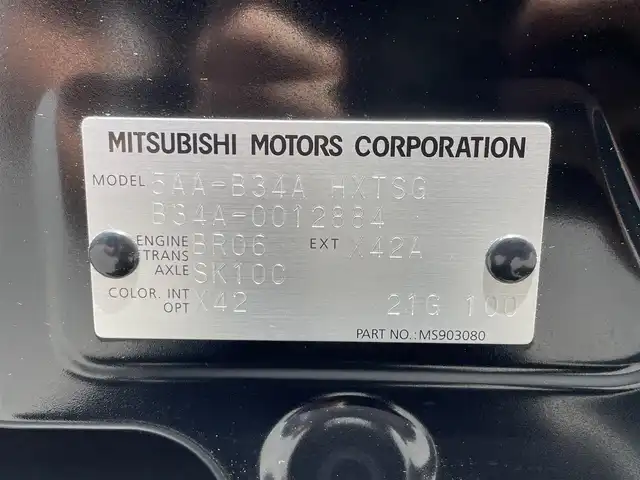 MITSUBISHI MOTORS CORPORATION
MODEL 5AA-B34A HXTSG
B34A-0012884
ENGINE BR06 EXT X42A
TRANS
AXLE SK100
COLOR. INT X42 21G 100
OPT
PART NO.: MS903080